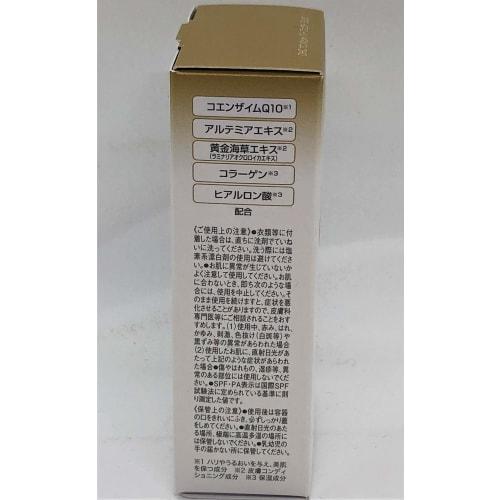 コエンザイムQ10※1
アルテミアエキス※2
黄金海草エキス※2
(ラミナリアオクロロイカエキス)
コラーゲン※3
ヒアルロン酸※3
配合
《ご使用上の注意》●衣類等に付
着した場合は、直ちに洗剤でていね
いに洗ってください。洗う際には塩
素系漂白剤の使用は避けてくださ
い。●お肌に異常が生じていないか
よく注意して使用してください。お肌
に合わないとき、即ち次のような場
合には、使用を中止してください。そ
のまま使用を続けますと、症状を悪
化させることがありますので、皮膚科
専門医等にご相談されることをおす
すめします。(1)使用中、赤み、はれ、
かゆみ、刺激、色抜け(白斑等)や
黒ずみ等の異常があらわれた場合
(2)使用したお肌に、直射日光があ
たって上記のような症状があらわれ
た場合●傷やはれもの、湿疹等、異
常のある部位には使用しないでくだ
さい。●SPF・PA表示は国際SPF
試験法に定められている基準に則
り測定した値です。
《保管上の注意》●使用後は容器
の口をきれいにふき、必ずしっかり蓋
をしめてください。●直射日光のあた
る場所、極端に高温多湿の場所に
は保管しないでください。●乳幼児の
手の届かない所に保管してください。
※1 ハリやうるおいを与え、美肌
を保つ成分 ※2 皮膚コンディ
ショニング成分 ※3 保湿成分